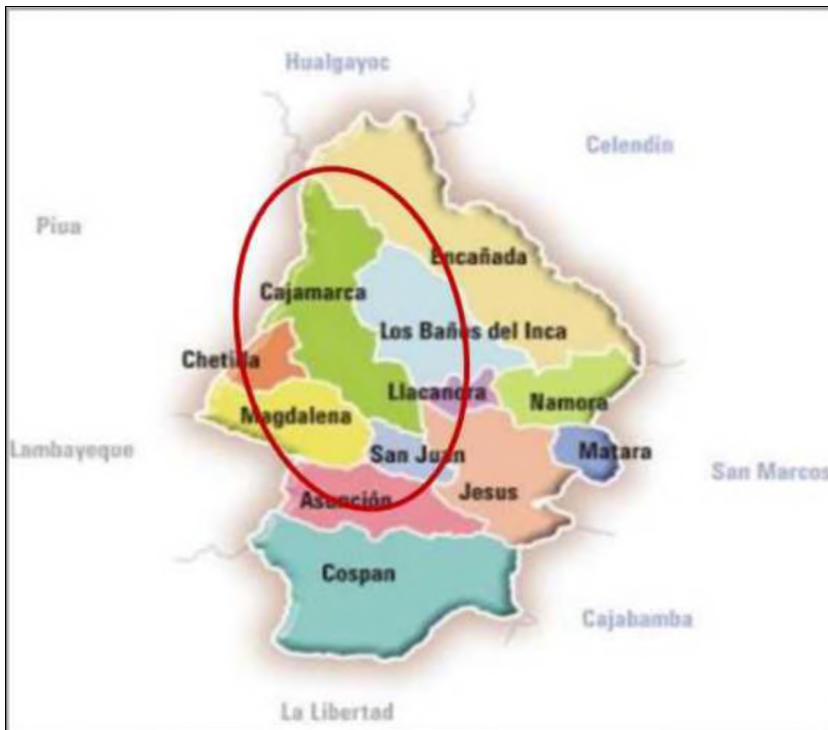 Hualgayoc
Celendín
Piua
Encañada
Cajamarca
Los Baños del Inca
Chetilla
Llacanora
Namora
Magdalena
Lambayeque
San Juan
Matara
San Marcos
Jesus
Asunción
Cospan
Cajabamba
La Libertad